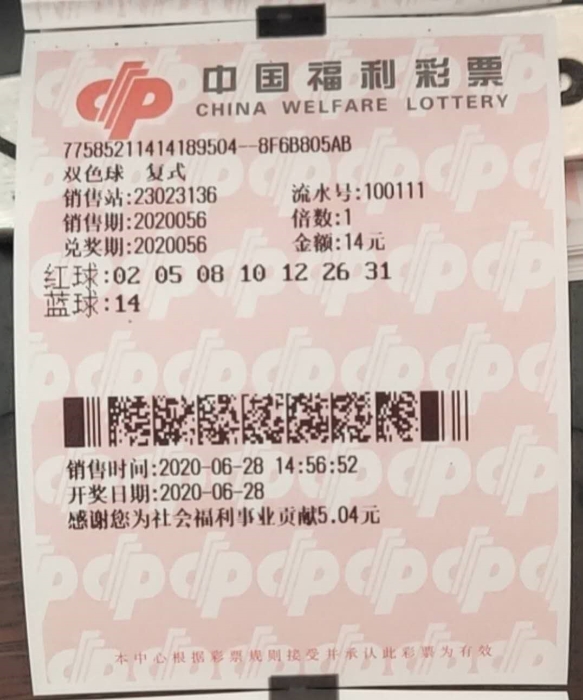 中国福利彩票
CHINA WELFARE LOTTERY
77585211414189504--8F6B805AB
双色球 复式
销售站:23023136 流水号:100111
销售期:2020056 倍数:1
兑奖期:2020056 金额:14元
红球:02 05 08 10 12 26 31
蓝球:14
销售时间:2020-06-28 14:56:52
开奖日期:2020-06-28
感谢您为社会福利事业贡献5.04元
本中心根据彩票规则接受并承认此彩票为有效